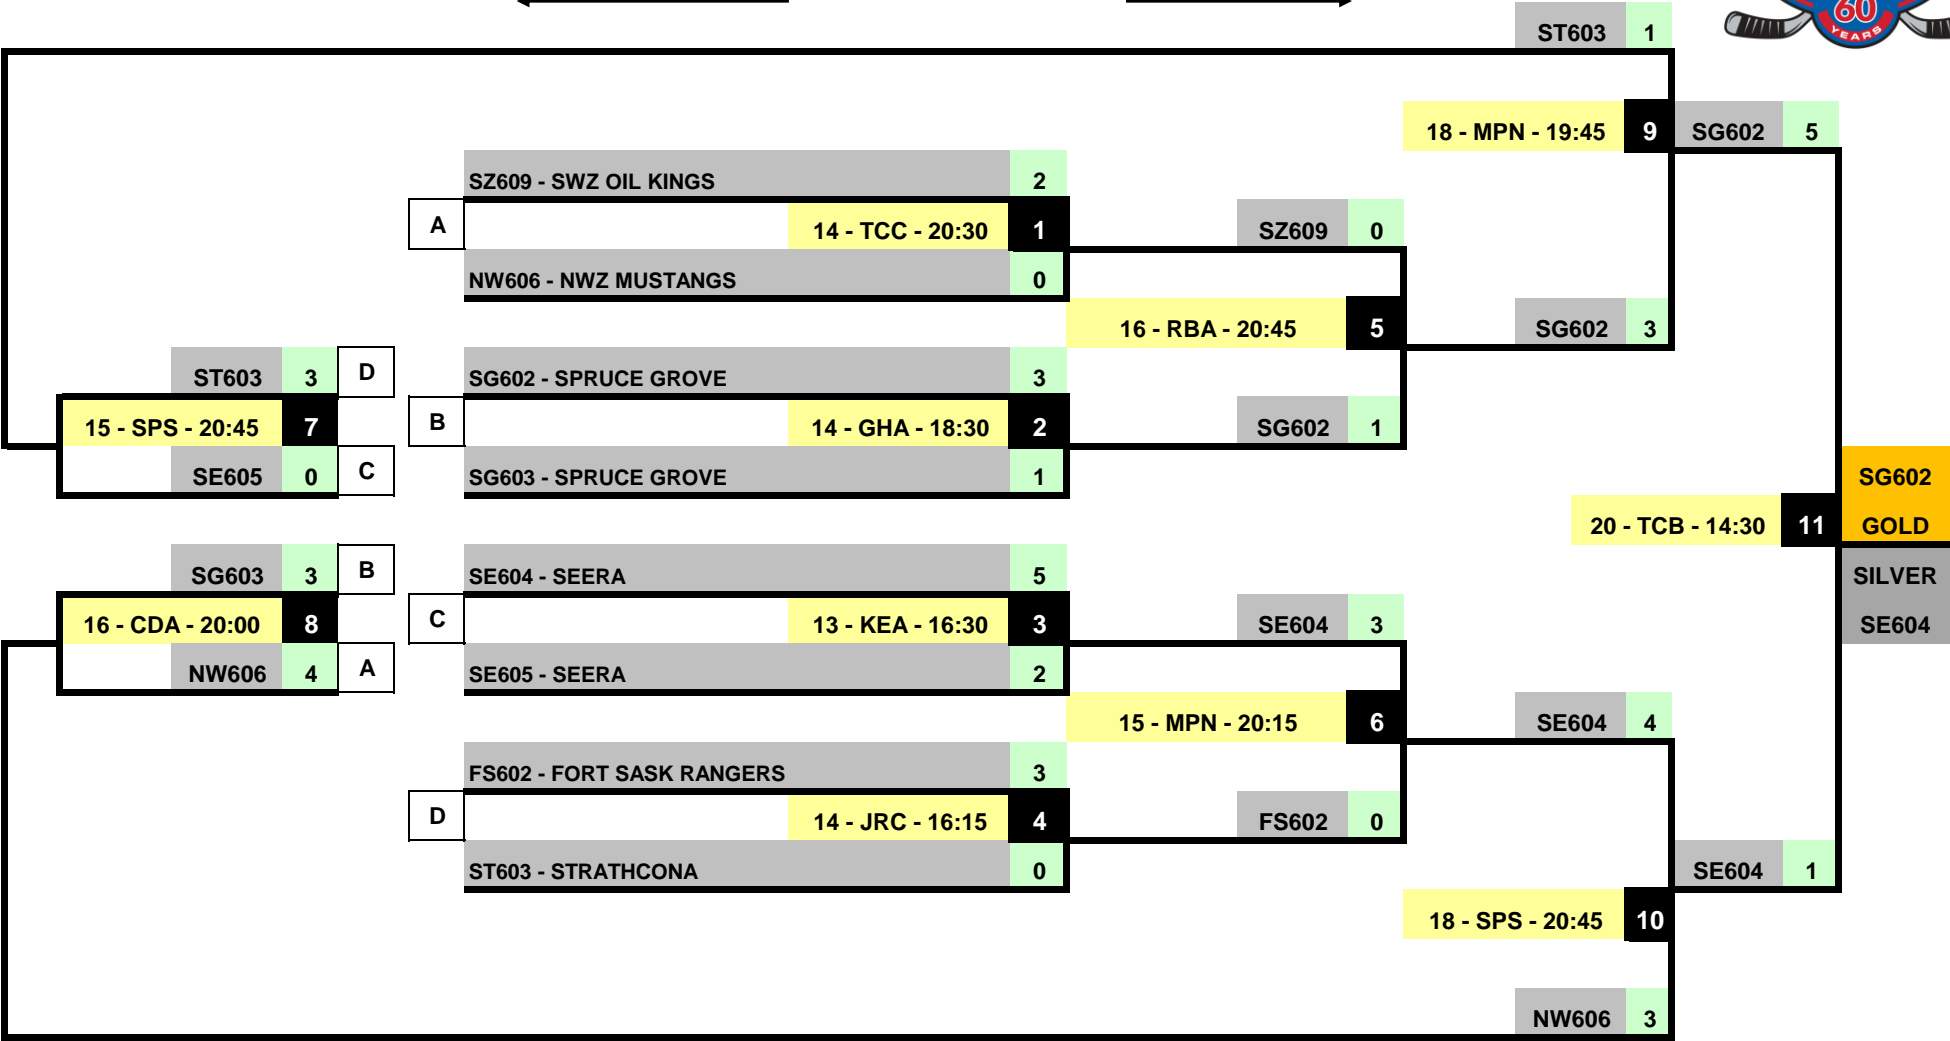 60
YEARS
ST603 1
18 - MPN - 19:45 9 SG602 5
SZ609 - SWZ OIL KINGS 2
A 14 - TCC - 20:30 1 SZ609 0
NW606 - NWZ MUSTANGS 0
16 - RBA - 20:45 5 SG602 3
ST603 3 D SG602 - SPRUCE GROVE 3
15 - SPS - 20:45 7 B 14 - GHA - 18:30 2 SG602 1
SE605 0 C SG603 - SPRUCE GROVE 1 SG602
20 - TCB - 14:30 11 GOLD
SG603 3 B SE604 - SEERA 5 SILVER
16 - CDA - 20:00 8 C 13 - KEA - 16:30 3 SE604 3 SE604
NW606 4 A SE605 - SEERA 2
15 - MPN - 20:15 6 SE604 4
FS602 - FORT SASK RANGERS 3
D 14 - JRC - 16:15 4 FS602 0
ST603 - STRATHCONA 0 SE604 1
18 - SPS - 20:45 10
NW606 3